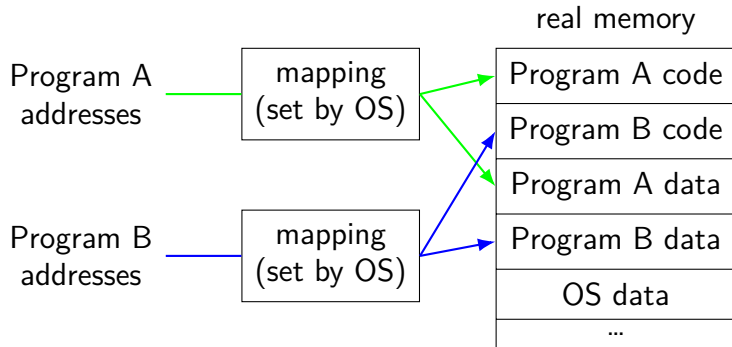 real memory
Program A
addresses
mapping
(set by OS)
Program A code
Program B code
Program A data
Program B
addresses
mapping
(set by OS)
Program B data
OS data
...